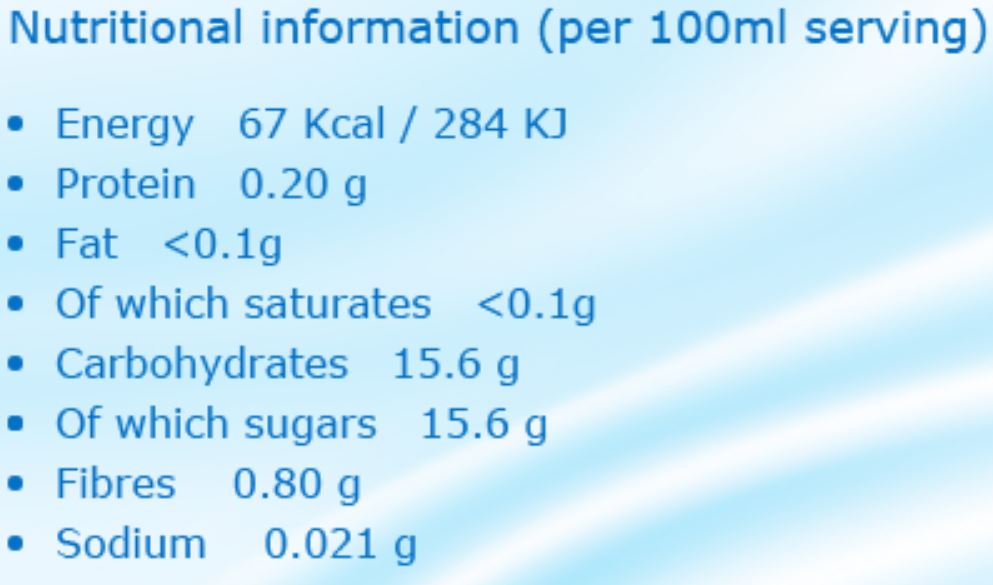 Nutritional information (per 100ml serving)
• Energy 67 Kcal / 284 KJ
• Protein 0.20 g
• Fat <0.1g
• Of which saturates <0.1g
• Carbohydrates 15.6 g
• Of which sugars 15.6 g
• Fibres 0.80 g
• Sodium 0.021 g